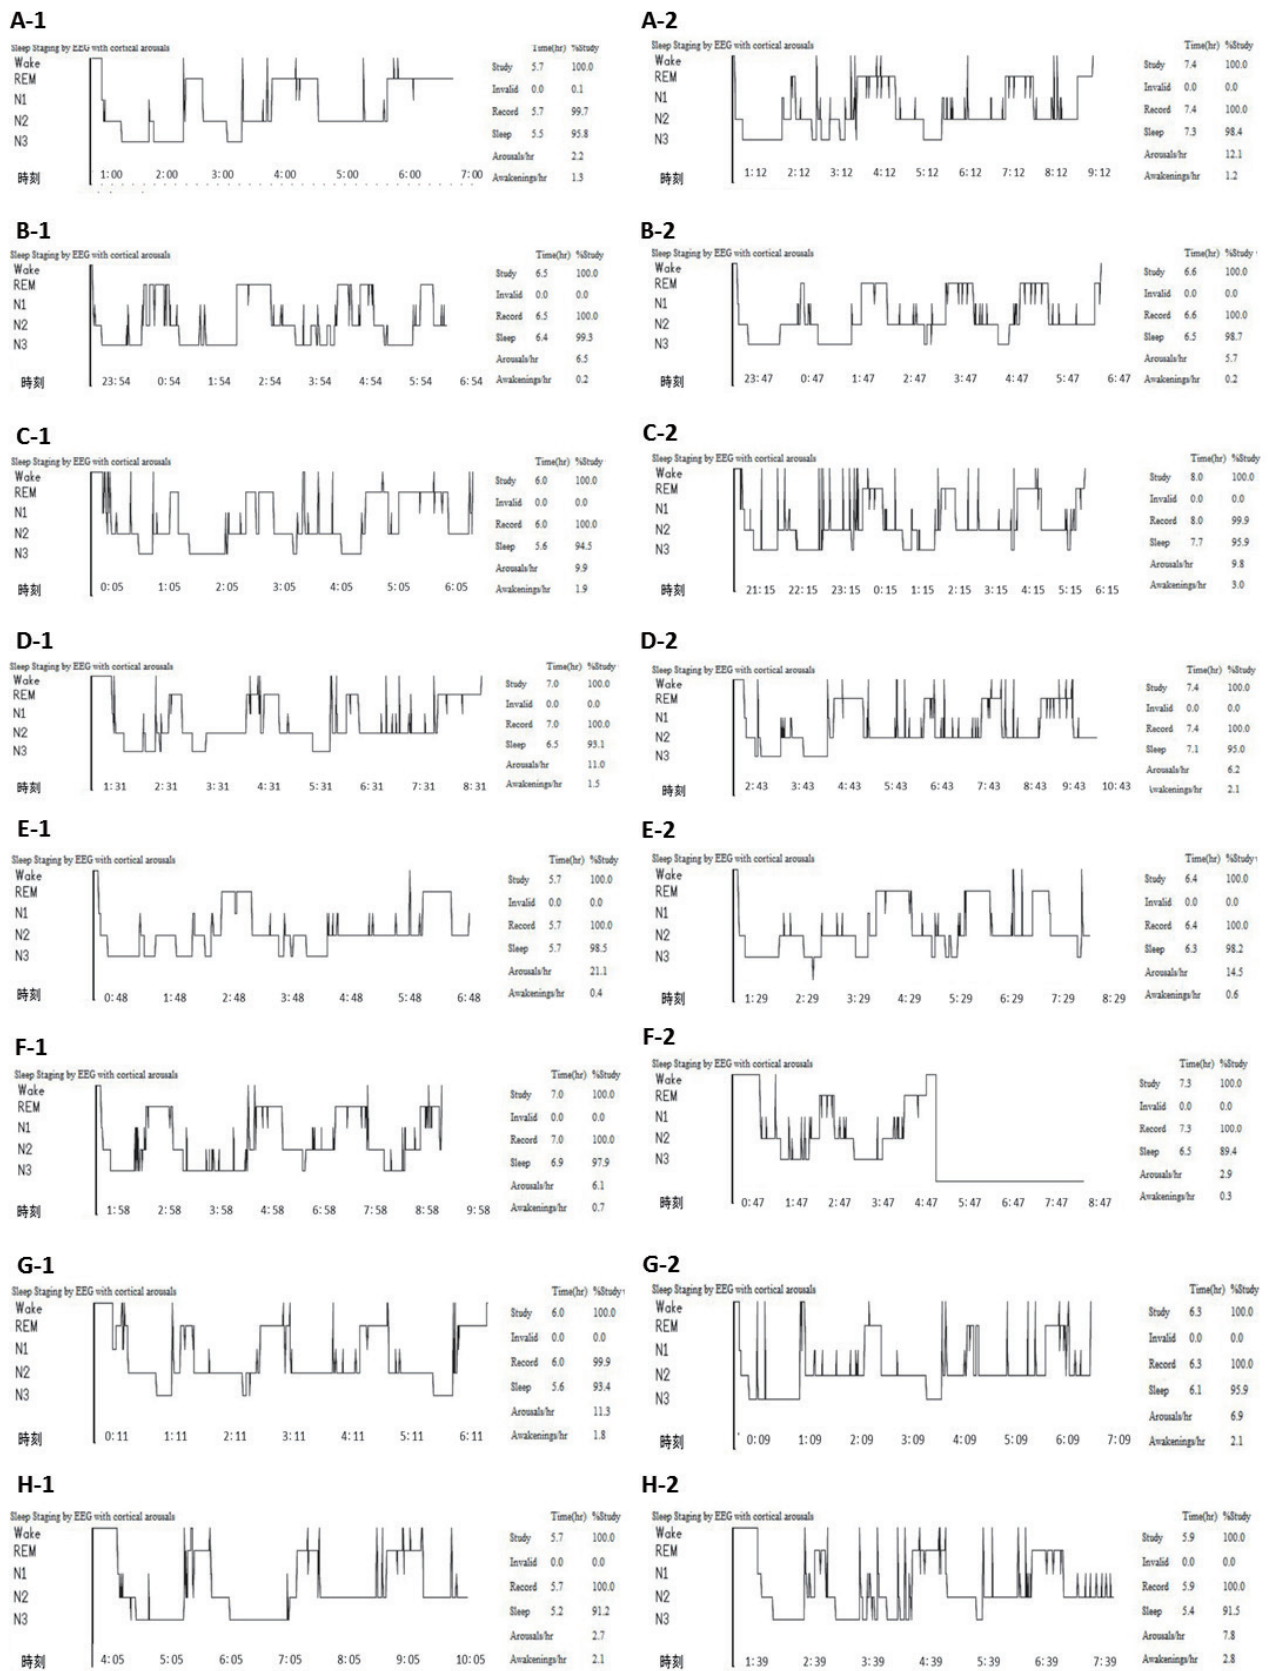 A-1
Sleep Staging by EEG with cortical arousals
Time(hr) %Study
Wake
REM
N1
N2
N3
Study 5.7 100.0
Invalid 0.0 0.1
Record 5.7 99.7
Sleep 5.5 95.8
Arousals/hr 2.2
Awakenings/hr 1.3
時刻 1:00 2:00 3:00 4:00 5:00 6:00 7:00
A-2
Sleep Staging by EEG with cortical arousals
Time(hr) %Study
Wake
REM
N1
N2
N3
Study 7.4 100.0
Invalid 0.0 0.0
Record 7.4 100.0
Sleep 7.3 98.4
Arousals/hr 12.1
Awakenings/hr 1.2
時刻 1:12 2:12 3:12 4:12 5:12 6:12 7:12 8:12 9:12
B-1
Sleep Staging by EEG with cortical arousals
Time(hr) %Study
Wake
REM
N1
N2
N3
Study 6.5 100.0
Invalid 0.0 0.0
Record 6.5 100.0
Sleep 6.4 99.3
Arousals/hr 6.5
Awakenings/hr 0.2
時刻 23:54 0:54 1:54 2:54 3:54 4:54 5:54 6:54
B-2
Sleep Staging by EEG with cortical arousals
Time(hr) %Study
Wake
REM
N1
N2
N3
Study 6.6 100.0
Invalid 0.0 0.0
Record 6.6 100.0
Sleep 6.5 98.7
Arousals/hr 5.7
Awakenings/hr 0.2
時刻 23:47 0:47 1:47 2:47 3:47 4:47 5:47 6:47
C-1
Sleep Staging by EEG with cortical arousals
Time(hr) %Study
Wake
REM
N1
N2
N3
Study 6.0 100.0
Invalid 0.0 0.0
Record 6.0 100.0
Sleep 5.6 94.5
Arousals/hr 9.9
Awakenings/hr 1.9
時刻 0:05 1:05 2:05 3:05 4:05 5:05 6:05
C-2
Sleep Staging by EEG with cortical arousals
Time(hr) %Study
Wake
REM
N1
N2
N3
Study 8.0 100.0
Invalid 0.0 0.0
Record 8.0 99.9
Sleep 7.7 95.9
Arousals/hr 9.8
Awakenings/hr 3.0
時刻 21:15 22:15 23:15 0:15 1:15 2:15 3:15 4:15 5:15 6:15
D-1
Sleep Staging by EEG with cortical arousals
Time(hr) %Study
Wake
REM
N1
N2
N3
Study 7.0 100.0
Invalid 0.0 0.0
Record 7.0 100.0
Sleep 6.5 93.1
Arousals/hr 11.0
Awakenings/hr 1.5
時刻 1:31 2:31 3:31 4:31 5:31 6:31 7:31 8:31
D-2
Sleep Staging by EEG with cortical arousals
Time(hr) %Study
Wake
REM
N1
N2
N3
Study 7.4 100.0
Invalid 0.0 0.0
Record 7.4 100.0
Sleep 7.1 95.0
Arousals/hr 6.2
Awakenings/hr 2.1
時刻 2:43 3:43 4:43 5:43 6:43 7:43 8:43 9:43 10:43
E-1
Sleep Staging by EEG with cortical arousals
Time(hr) %Study
Wake
REM
N1
N2
N3
Study 5.7 100.0
Invalid 0.0 0.0
Record 5.7 100.0
Sleep 5.7 98.5
Arousals/hr 21.1
Awakenings/hr 0.4
時刻 0:48 1:48 2:48 3:48 4:48 5:48 6:48
E-2
Sleep Staging by EEG with cortical arousals
Time(hr) %Study
Wake
REM
N1
N2
N3
Study 6.4 100.0
Invalid 0.0 0.0
Record 6.4 100.0
Sleep 6.3 98.2
Arousals/hr 14.5
Awakenings/hr 0.6
時刻 1:29 2:29 3:29 4:29 5:29 6:29 7:29 8:29
F-1
Sleep Staging by EEG with cortical arousals
Time(hr) %Study
Wake
REM
N1
N2
N3
Study 7.0 100.0
Invalid 0.0 0.0
Record 7.0 100.0
Sleep 6.9 97.9
Arousals/hr 6.1
Awakenings/hr 0.7
時刻 1:58 2:58 3:58 4:58 6:58 7:58 8:58 9:58
F-2
Sleep Staging by EEG with cortical arousals
Time(hr) %Study
Wake
REM
N1
N2
N3
Study 7.3 100.0
Invalid 0.0 0.0
Record 7.3 100.0
Sleep 6.5 89.4
Arousals/hr 2.9
Awakenings/hr 0.3
時刻 0:47 1:47 2:47 3:47 4:47 5:47 6:47 7:47 8:47
G-1
Sleep Staging by EEG with cortical arousals
Time(hr) %Study
Wake
REM
N1
N2
N3
Study 6.0 100.0
Invalid 0.0 0.0
Record 6.0 99.9
Sleep 5.6 93.4
Arousals/hr 11.3
Awakenings/hr 1.8
時刻 0:11 1:11 2:11 3:11 4:11 5:11 6:11
G-2
Sleep Staging by EEG with cortical arousals
Time(hr) %Study
Wake
REM
N1
N2
N3
Study 6.3 100.0
Invalid 0.0 0.0
Record 6.3 100.0
Sleep 6.1 95.9
Arousals/hr 6.9
Awakenings/hr 2.1
時刻 0:09 1:09 2:09 3:09 4:09 5:09 6:09 7:09
H-1
Sleep Staging by EEG with cortical arousals
Time(hr) %Study
Wake
REM
N1
N2
N3
Study 5.7 100.0
Invalid 0.0 0.0
Record 5.7 100.0
Sleep 5.2 91.2
Arousals/hr 2.7
Awakenings/hr 2.1
時刻 4:05 5:05 6:05 7:05 8:05 9:05 10:05
H-2
Sleep Staging by EEG with cortical arousals
Time(hr) %Study
Wake
REM
N1
N2
N3
Study 5.9 100.0
Invalid 0.0 0.0
Record 5.9 100.0
Sleep 5.4 91.5
Arousals/hr 7.8
Awakenings/hr 2.8
時刻 1:39 2:39 3:39 4:39 5:39 6:39 7:39